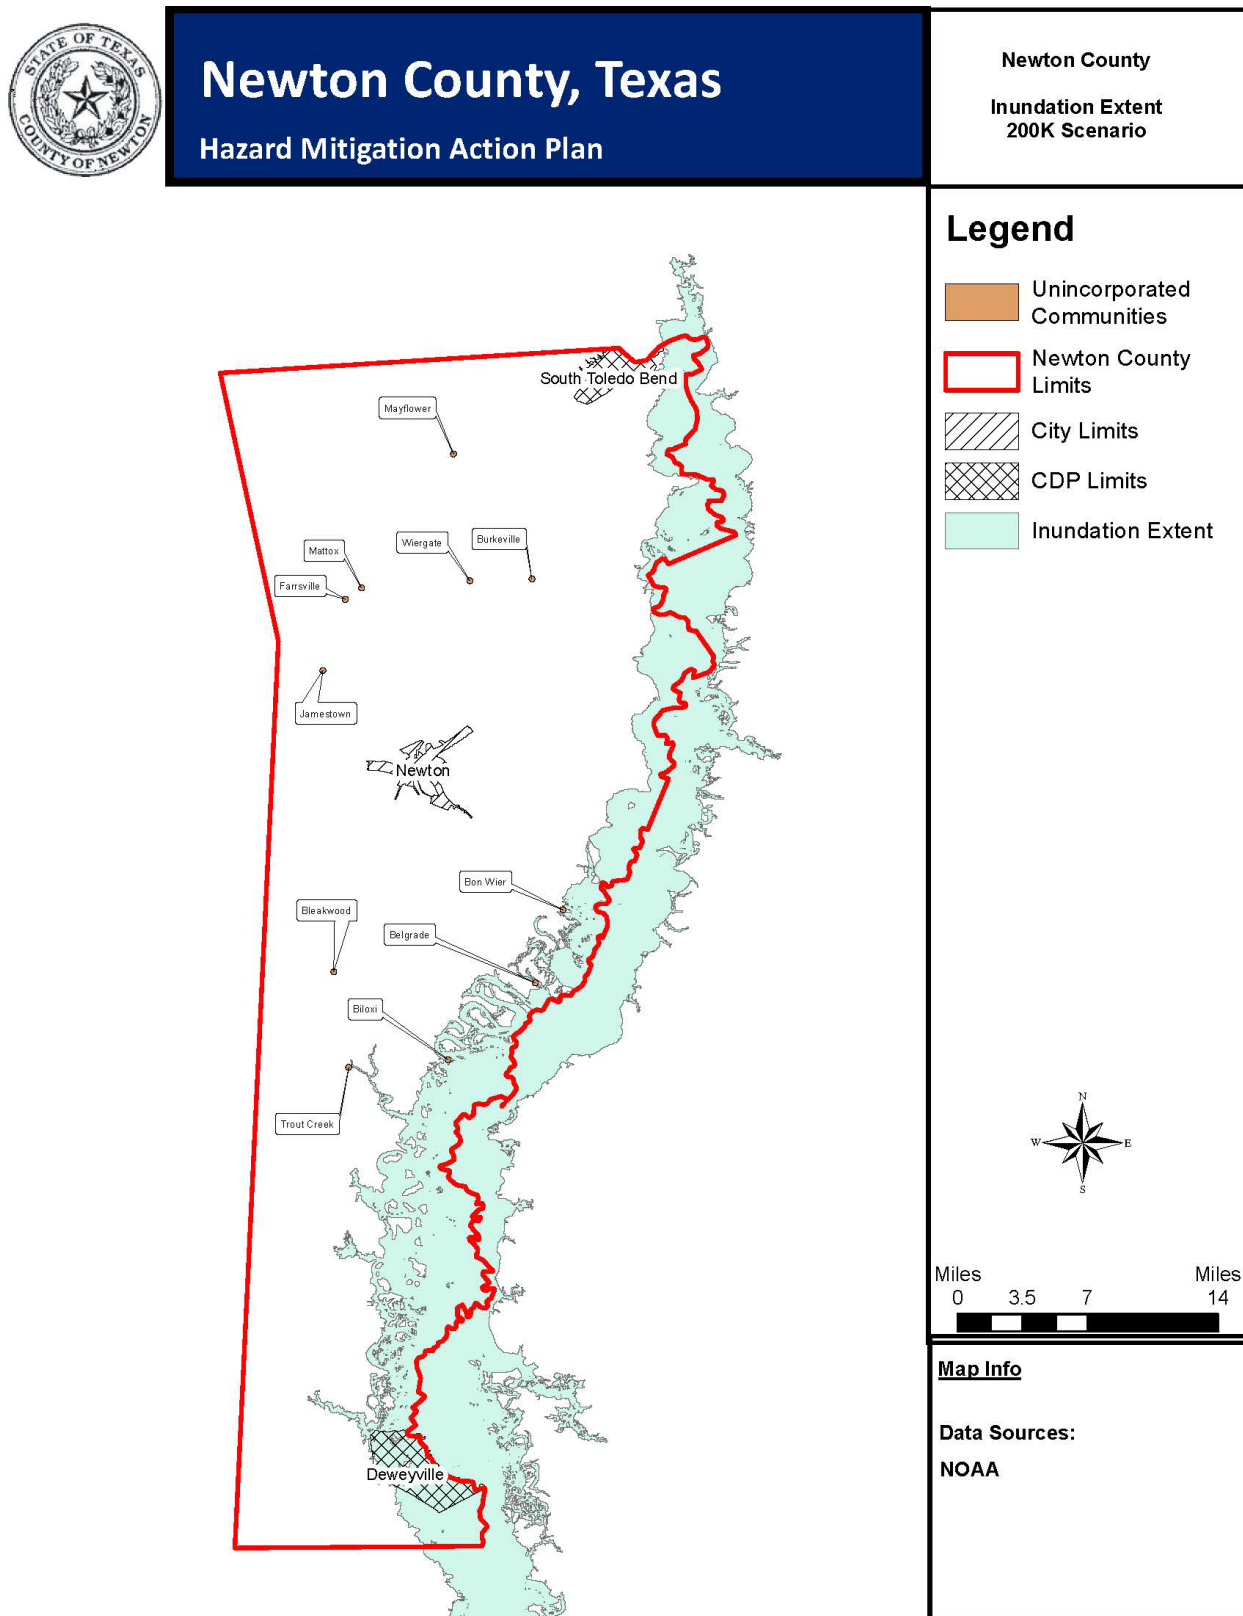 STATE OF TEXAS
COUNTY OF NEWTON
Newton County, Texas
Hazard Mitigation Action Plan
Newton County
Inundation Extent
200K Scenario
Legend
Unincorporated
Communities
Newton County
Limits
City Limits
CDP Limits
Inundation Extent
South Toledo Bend
Mayflower
Mattox
Wiergate
Burkeville
Farrsville
Jamestown
Newton
Bon Wier
Bleakwood
Belgrade
Biloxi
Trout Creek
Deweyville
N
W
E
S
Miles Miles
0 3.5 7 14
Map Info
Data Sources:
NOAA